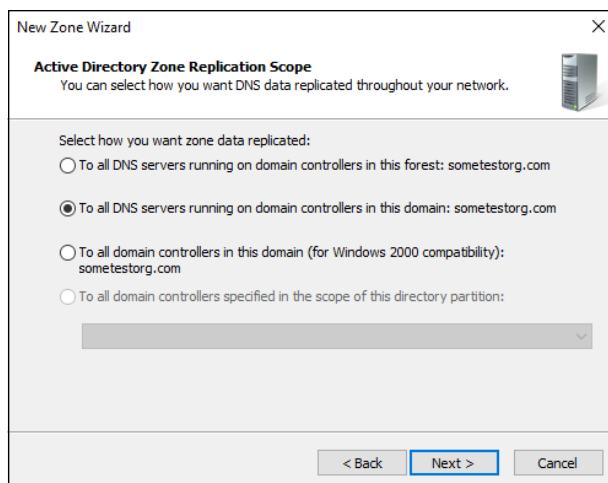 New Zone Wizard
Active Directory Zone Replication Scope
You can select how you want DNS data replicated throughout your network.
Select how you want zone data replicated:
To all DNS servers running on domain controllers in this forest: sometestorg.com
To all DNS servers running on domain controllers in this domain: sometestorg.com
To all domain controllers in this domain (for Windows 2000 compatibility):
sometestorg.com
To all domain controllers specified in the scope of this directory partition:
< Back
Next >
Cancel